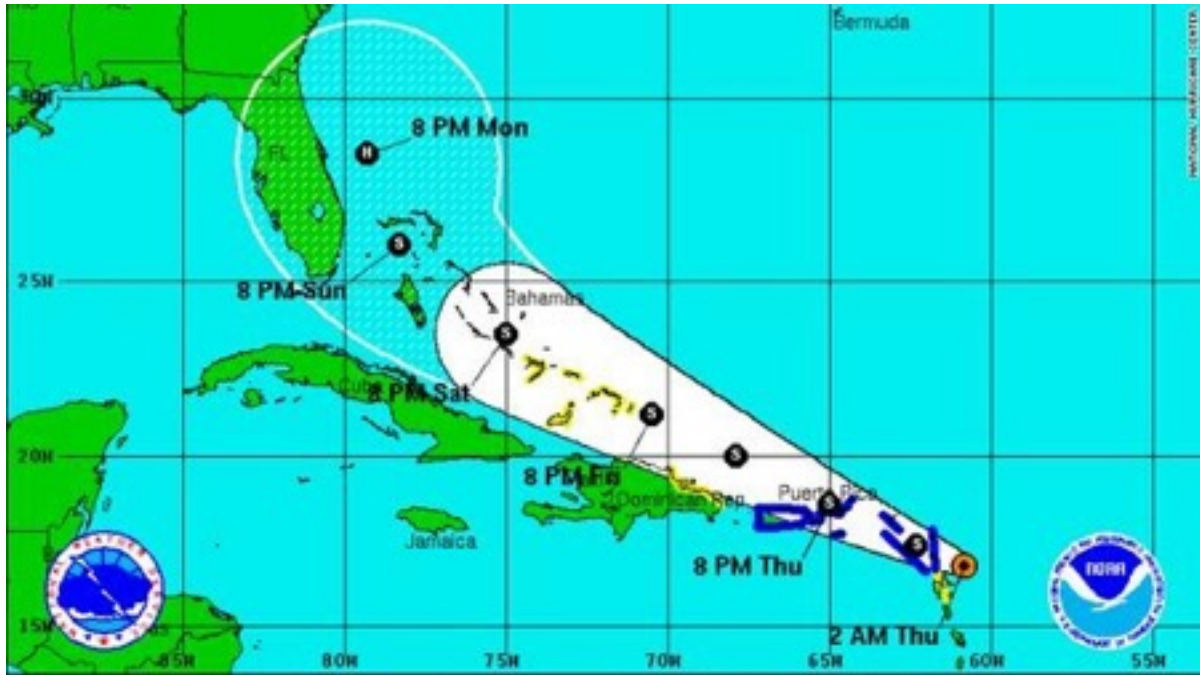 Bermuda
NATIONAL HURRICANE CENTER
30N
8 PM Mon
FL
H
S
25N
8 PM Sun
Bahamas
S
Cuba
8 PM Sat
S
20N
S
8 PM Fri
Dominican Rep
Puerto Rico
S
Jamaica
S
8 PM Thu
NOAA
15N
2 AM Thu
85W
80W
75W
70W
65W
60W
55W